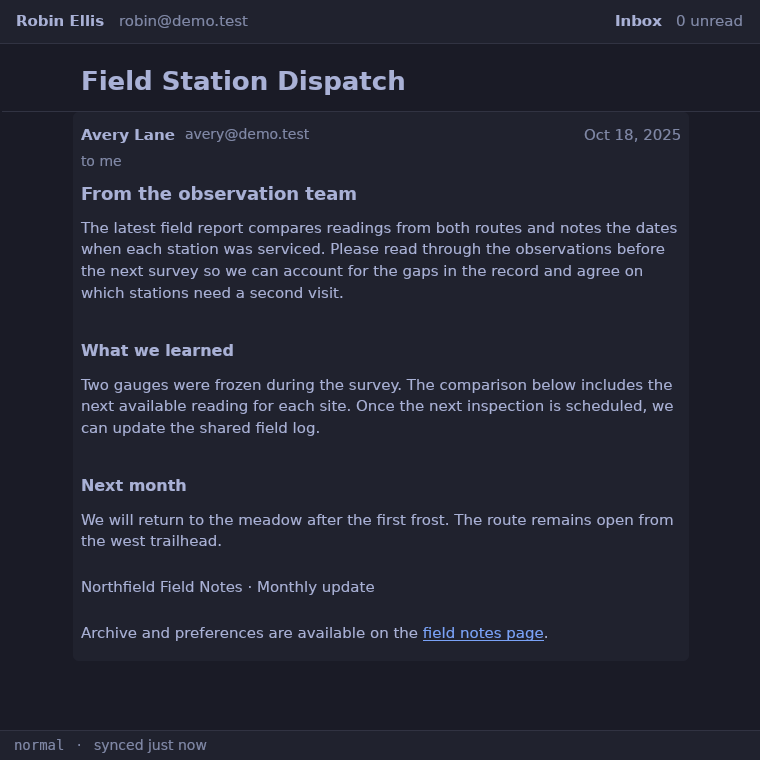 Robin Ellis robin@demo.test Inbox 0 unread
Field Station Dispatch
Avery Lane avery@demo.test Oct 18, 2025
to me
From the observation team
The latest field report compares readings from both routes and notes the dates
when each station was serviced. Please read through the observations before
the next survey so we can account for the gaps in the record and agree on
which stations need a second visit.
What we learned
Two gauges were frozen during the survey. The comparison below includes the
next available reading for each site. Once the next inspection is scheduled, we
can update the shared field log.
Next month
We will return to the meadow after the first frost. The route remains open from
the west trailhead.
Northfield Field Notes · Monthly update
Archive and preferences are available on the field notes page.
normal · synced just now